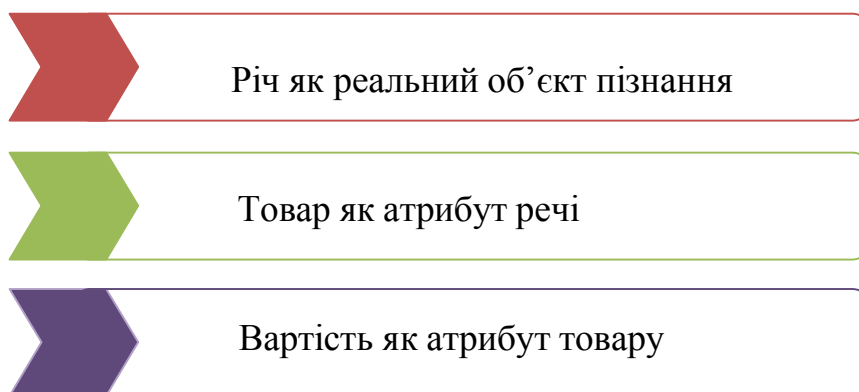 Річ як реальний об’єкт пізнання
Товар як атрибут речі
Вартість як атрибут товару